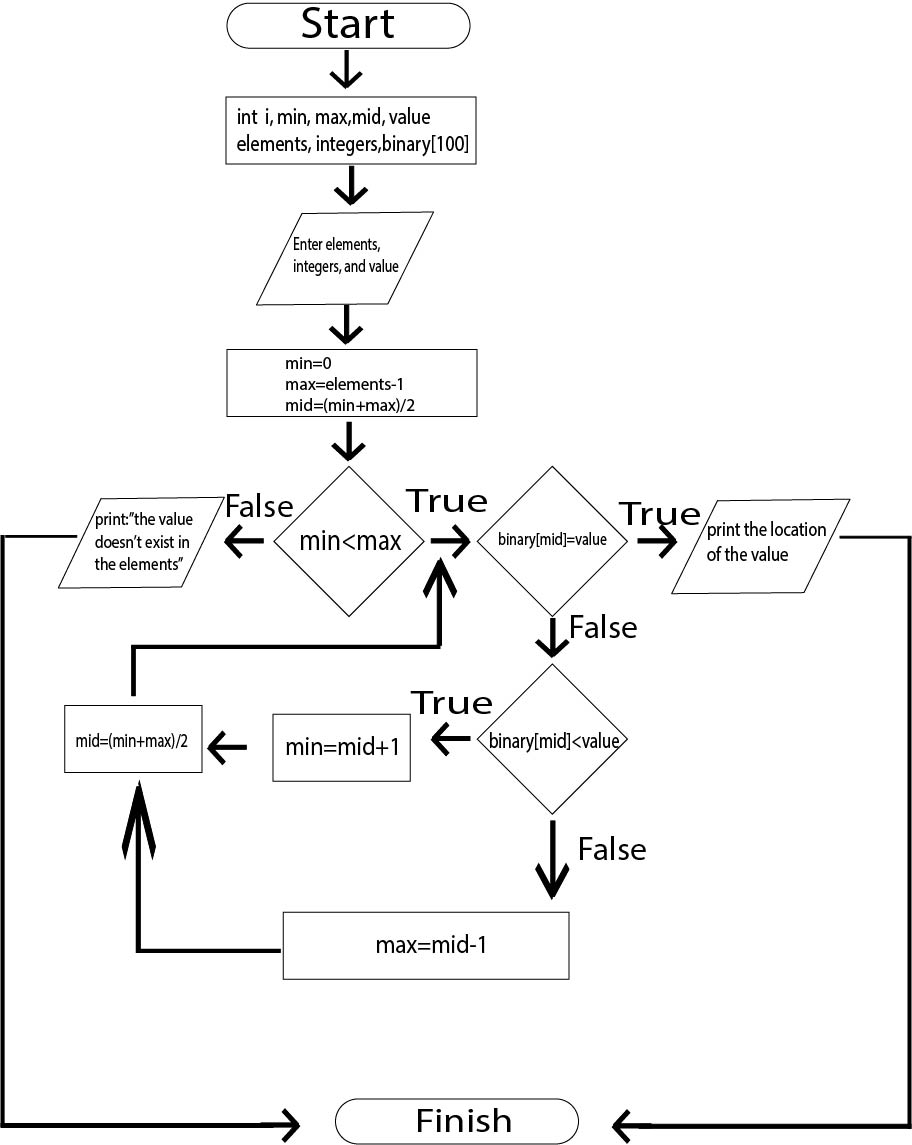 Start
int i, min, max,mid, value
elements, integers,binary[100]
Enter elements,
integers, and value
min=0
max=elements-1
mid=(min+max)/2
min<max
False
print:"the value
doesn't exist in
the elements"
True
binary[mid]=value
True
print the location
of the value
False
binary[mid]<value
True
min=mid+1
mid=(min+max)/2
False
max=mid-1
Finish